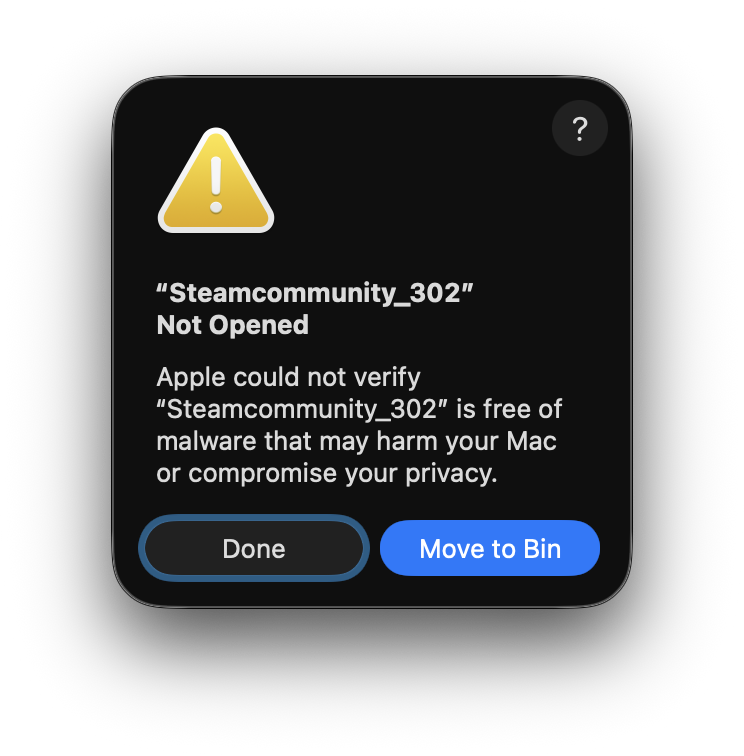 ?
“Steamcommunity_302”
Not Opened
Apple could not verify
“Steamcommunity_302” is free of
malware that may harm your Mac
or compromise your privacy.
Done
Move to Bin